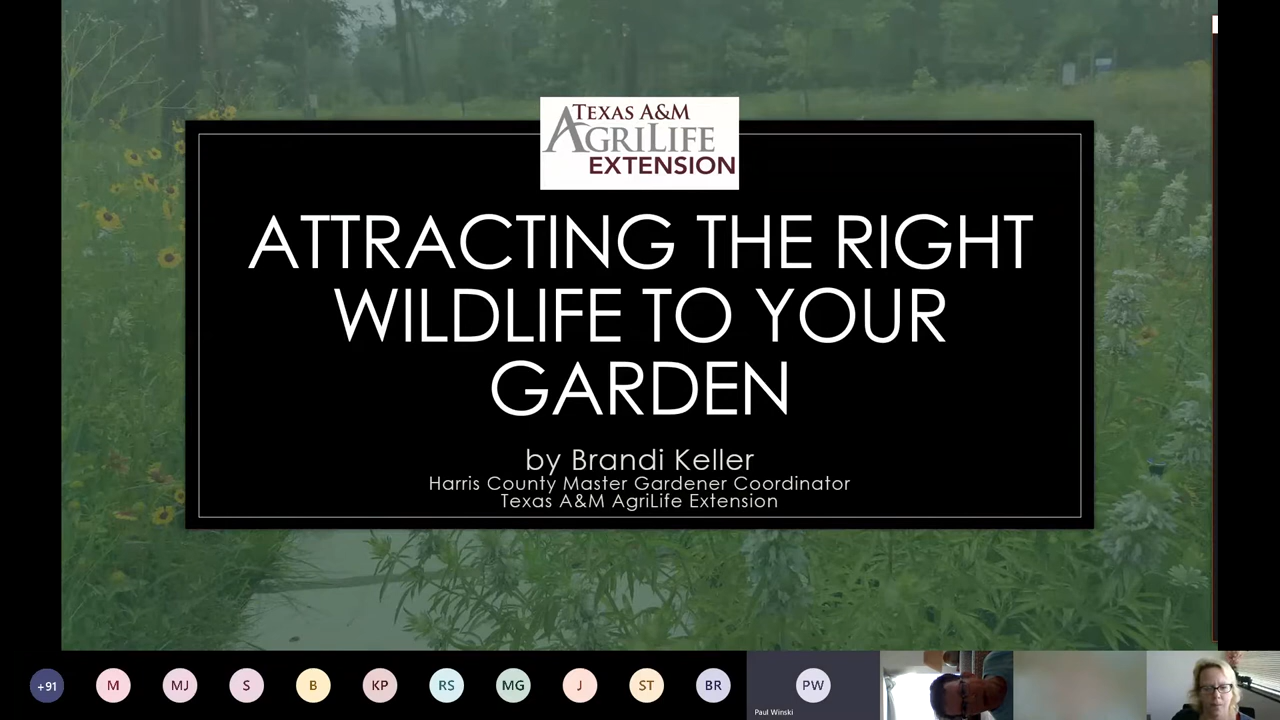 TEXAS A&M
AGRILIFE
EXTENSION
ATTRACTING THE RIGHT
WILDLIFE TO YOUR
GARDEN
by Brandi Keller
Harris County Master Gardener Coordinator
Texas A&M AgriLife Extension
+91 M MJ S B KP RS MG J ST BR PW
Paul Winski